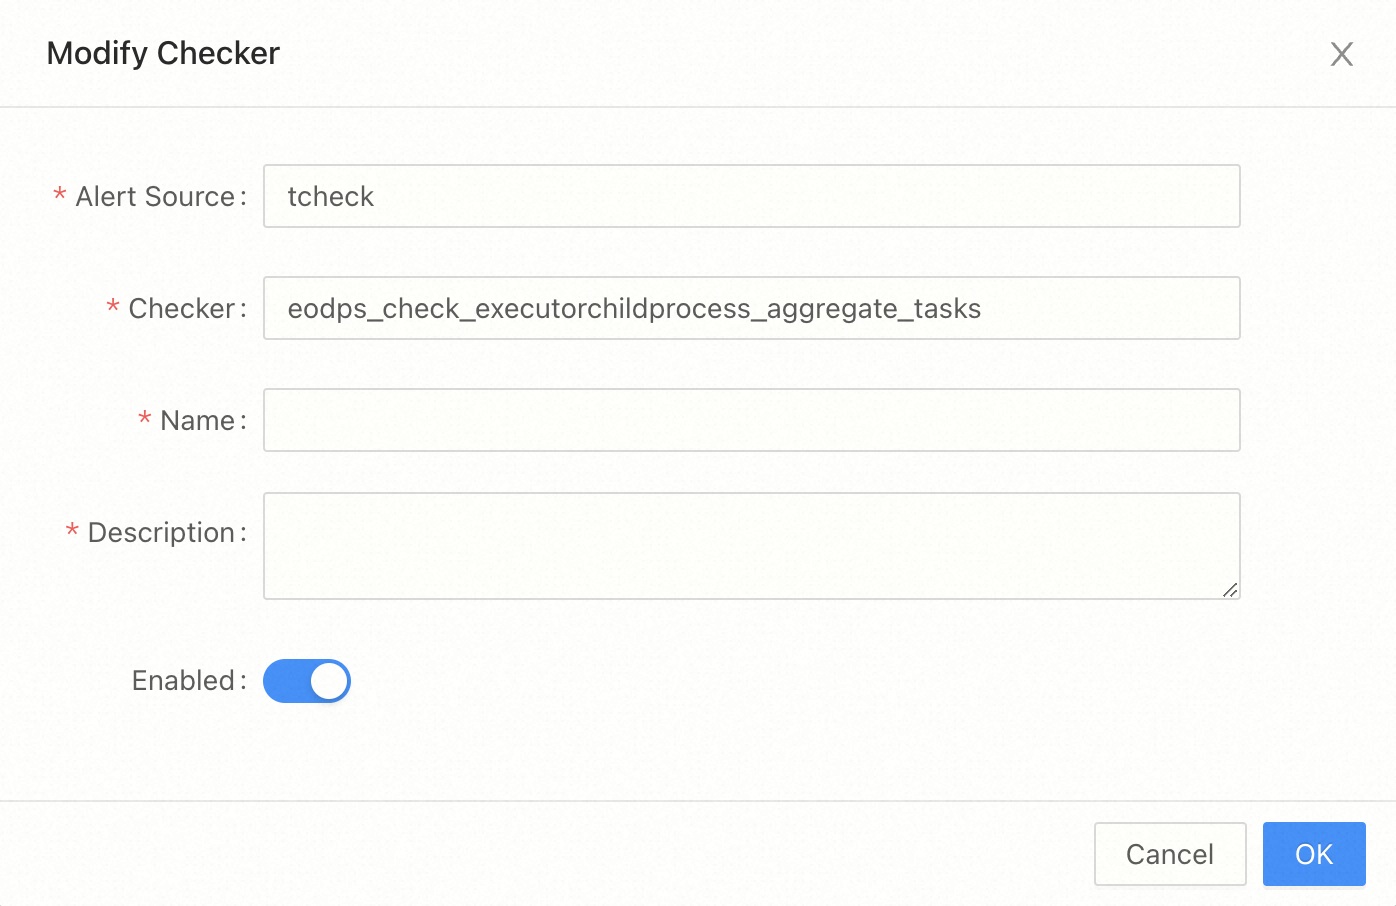 Modify Checker
* Alert Source: tcheck
* Checker: eodps_check_executorchildprocess_aggregate_tasks
* Name:
* Description:
Enabled:
Cancel OK